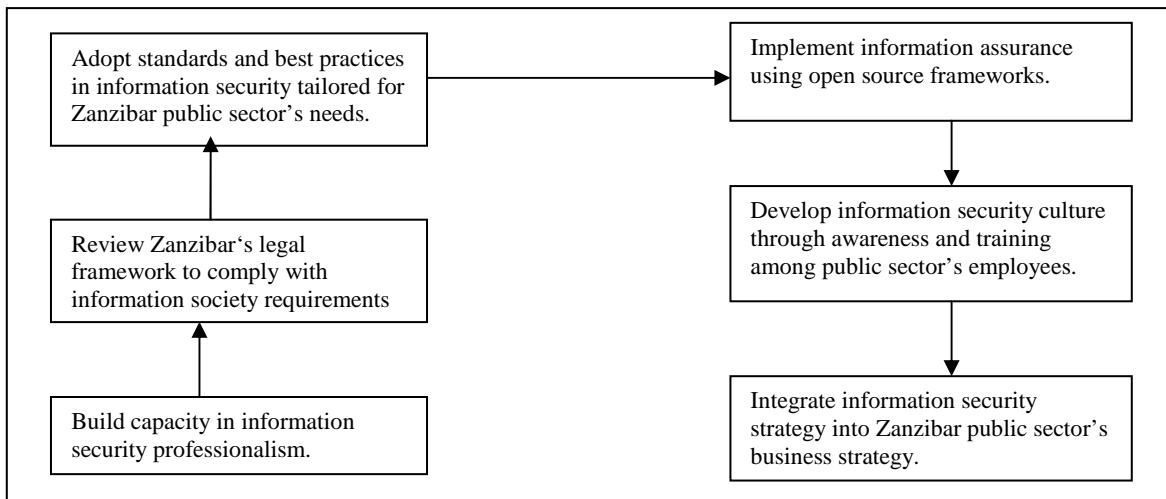 Adopt standards and best practices
in information security tailored for
Zanzibar public sector’s needs.
Implement information assurance
using open source frameworks.
Review Zanzibar‘s legal
framework to comply with
information society requirements
Develop information security culture
through awareness and training
among public sector’s employees.
Build capacity in information
security professionalism.
Integrate information security
strategy into Zanzibar public sector’s
business strategy.